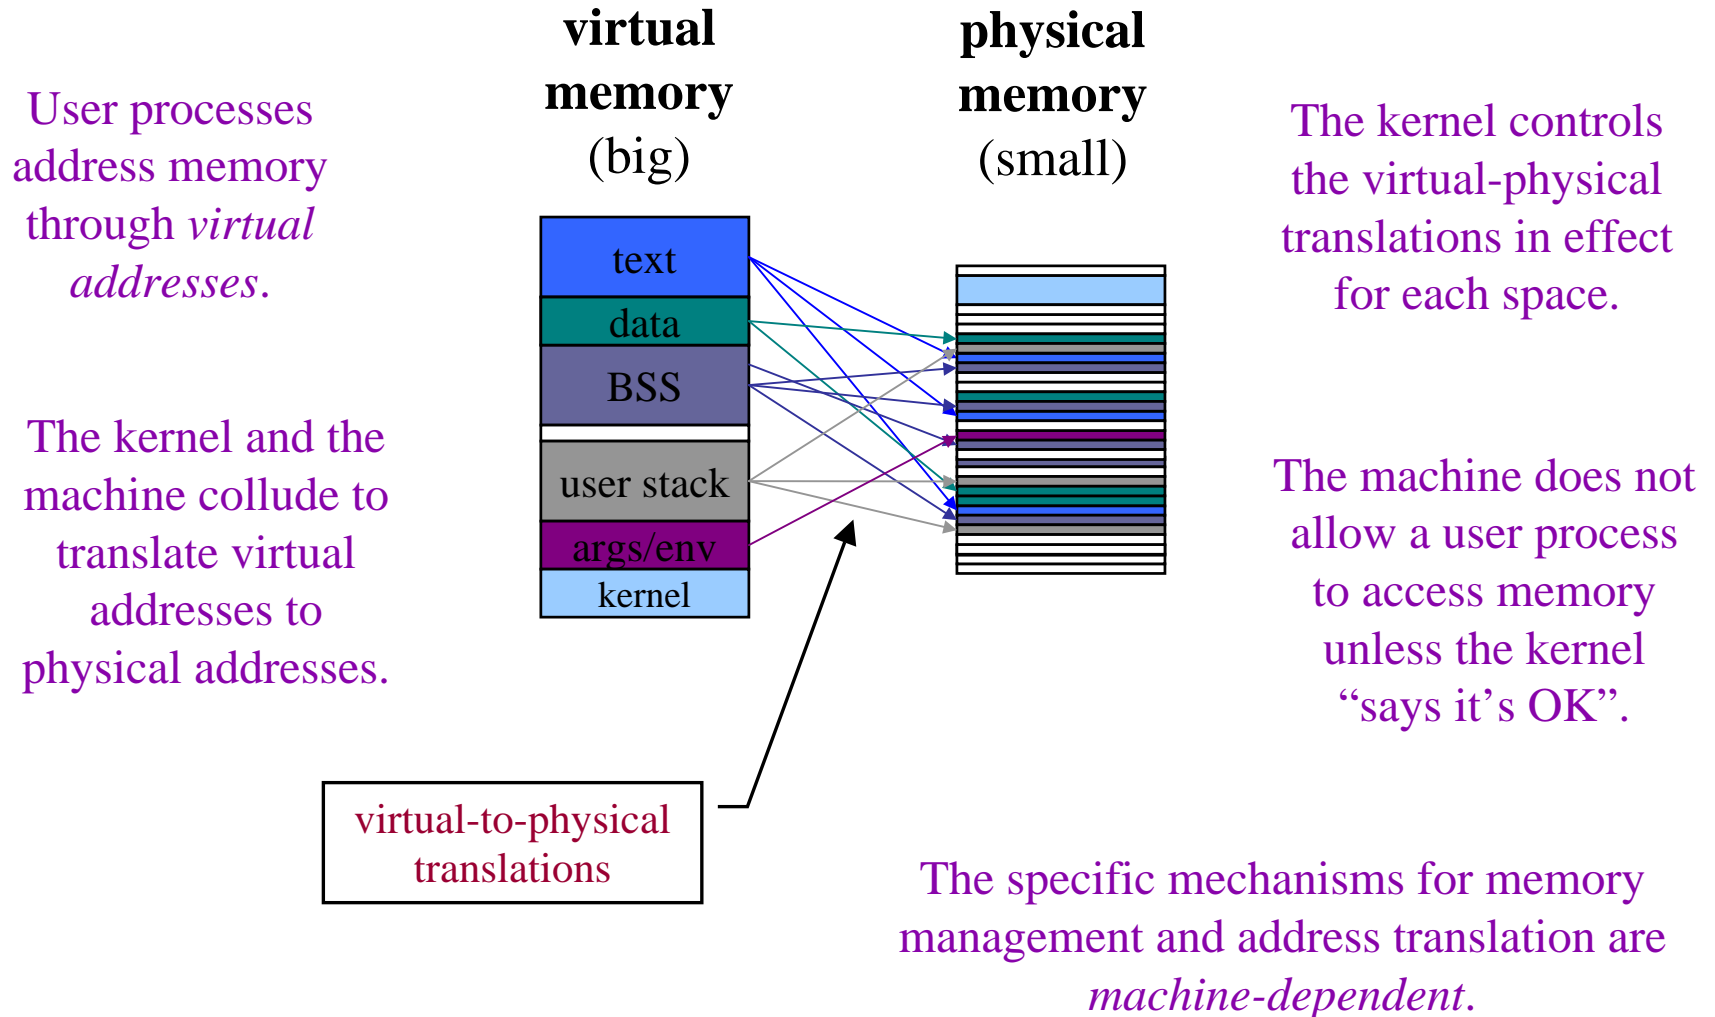 virtual
memory
(big)
physical
memory
(small)
User processes
address memory
through virtual
addresses.
The kernel and the
machine collude to
translate virtual
addresses to
physical addresses.
text
data
BSS
user stack
args/env
kernel
The kernel controls
the virtual-physical
translations in effect
for each space.
The machine does not
allow a user process
to access memory
unless the kernel
“says it’s OK”.
virtual-to-physical
translations
The specific mechanisms for memory
management and address translation are
machine-dependent.